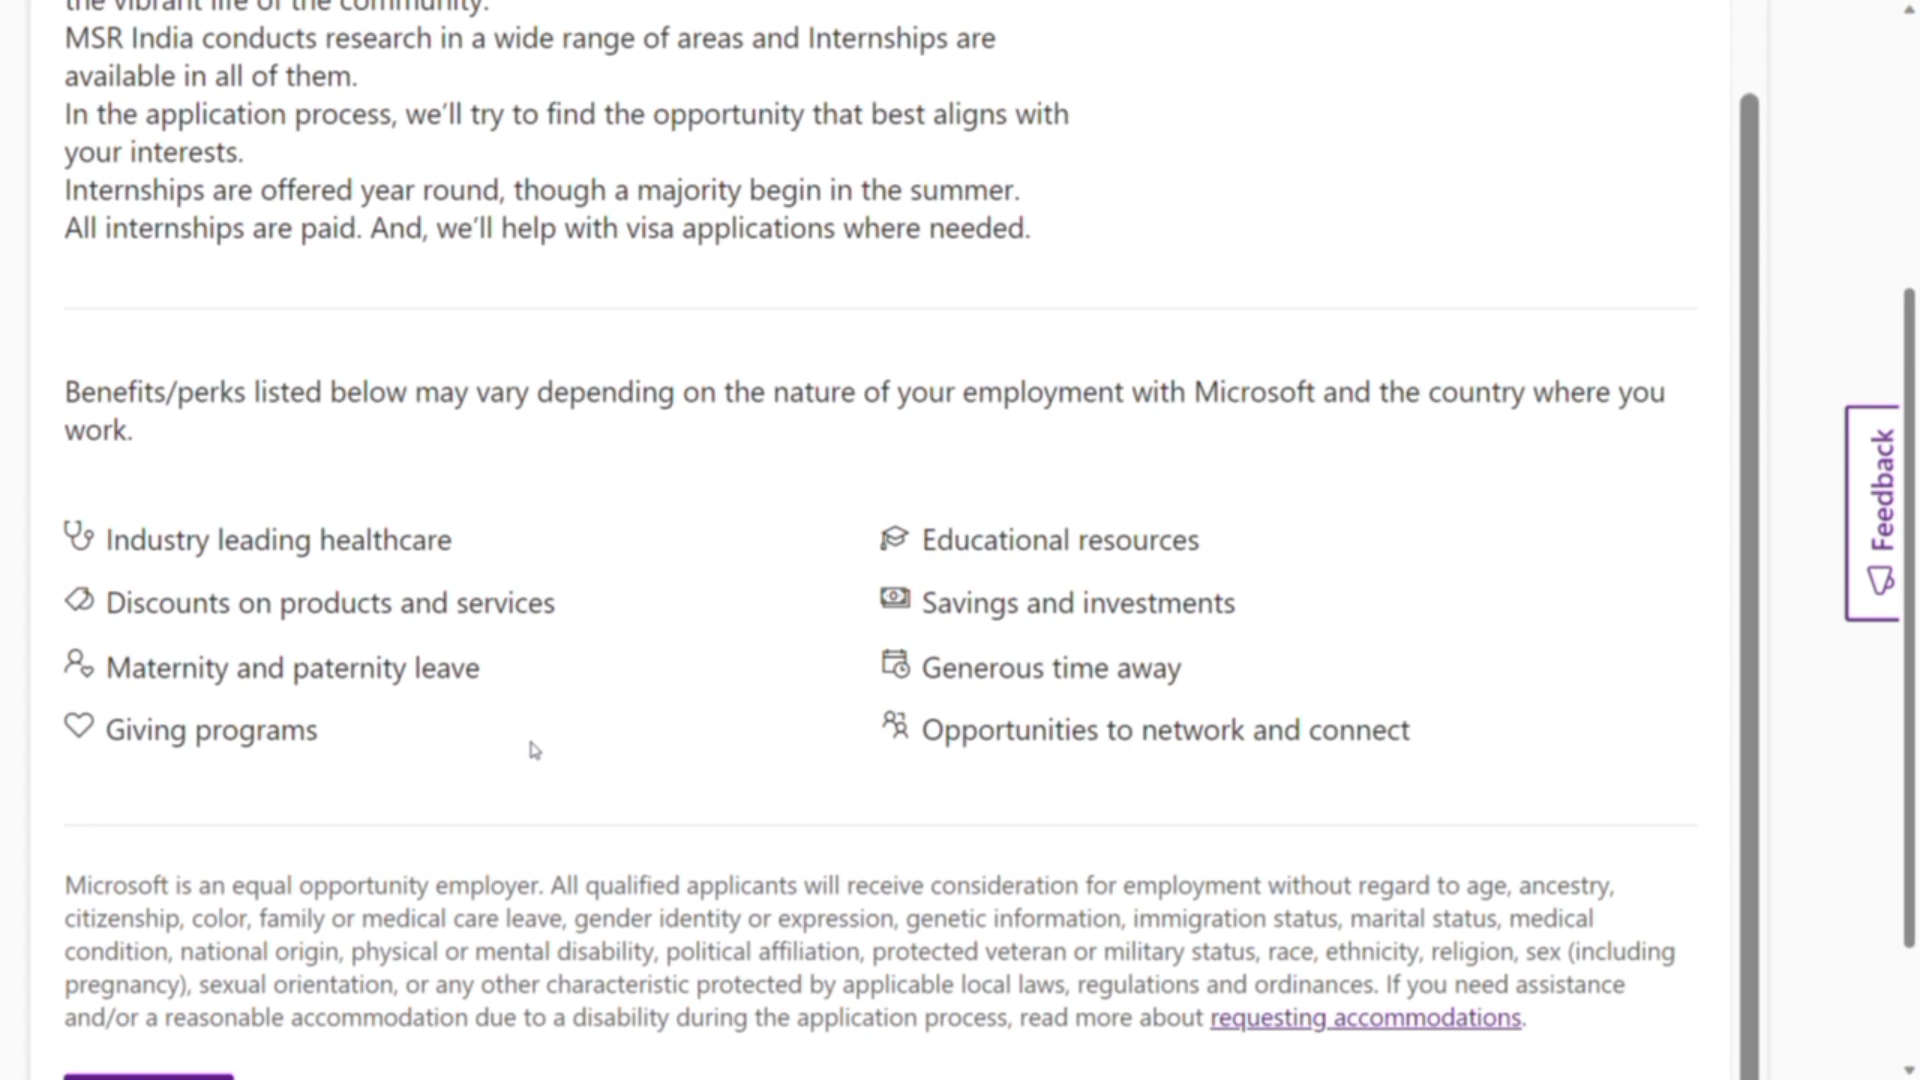 the vibrant life of the community.
MSR India conducts research in a wide range of areas and Internships are
available in all of them.
In the application process, we’ll try to find the opportunity that best aligns with
your interests.
Internships are offered year round, though a majority begin in the summer.
All internships are paid. And, we’ll help with visa applications where needed.
Benefits/perks listed below may vary depending on the nature of your employment with Microsoft and the country where you
work.
Industry leading healthcare
Educational resources
Discounts on products and services
Savings and investments
Maternity and paternity leave
Generous time away
Giving programs
Opportunities to network and connect
Feedback
Microsoft is an equal opportunity employer. All qualified applicants will receive consideration for employment without regard to age, ancestry,
citizenship, color, family or medical care leave, gender identity or expression, genetic information, immigration status, marital status, medical
condition, national origin, physical or mental disability, political affiliation, protected veteran or military status, race, ethnicity, religion, sex (including
pregnancy), sexual orientation, or any other characteristic protected by applicable local laws, regulations and ordinances. If you need assistance
and/or a reasonable accommodation due to a disability during the application process, read more about requesting accommodations.